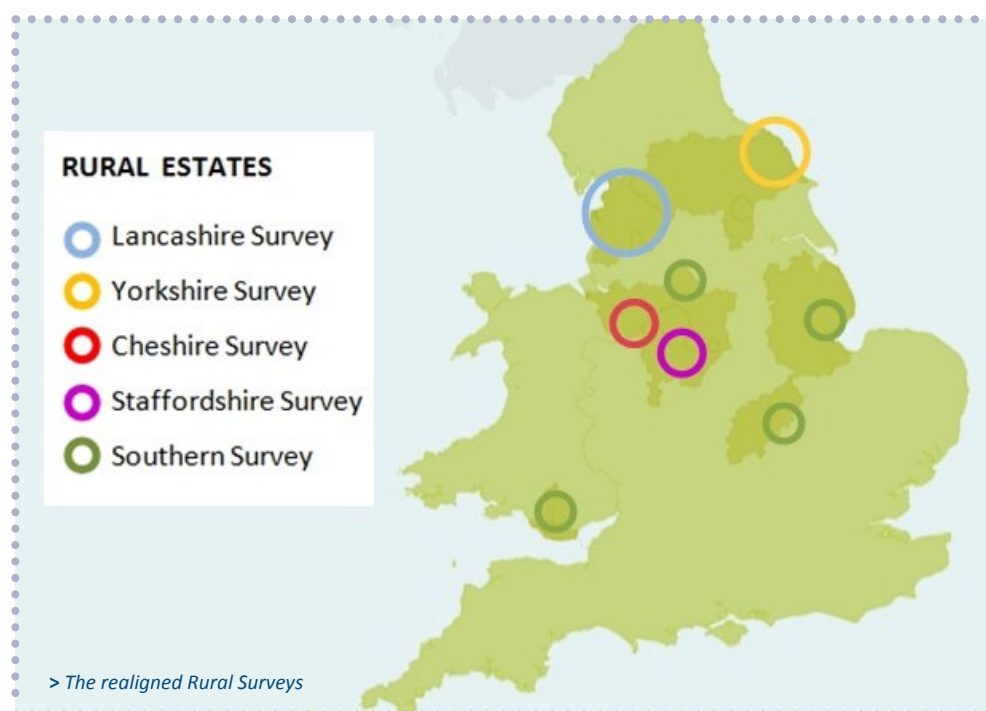 RURAL ESTATES
Lancashire Survey
Yorkshire Survey
Cheshire Survey
Staffordshire Survey
Southern Survey
> The realigned Rural Surveys